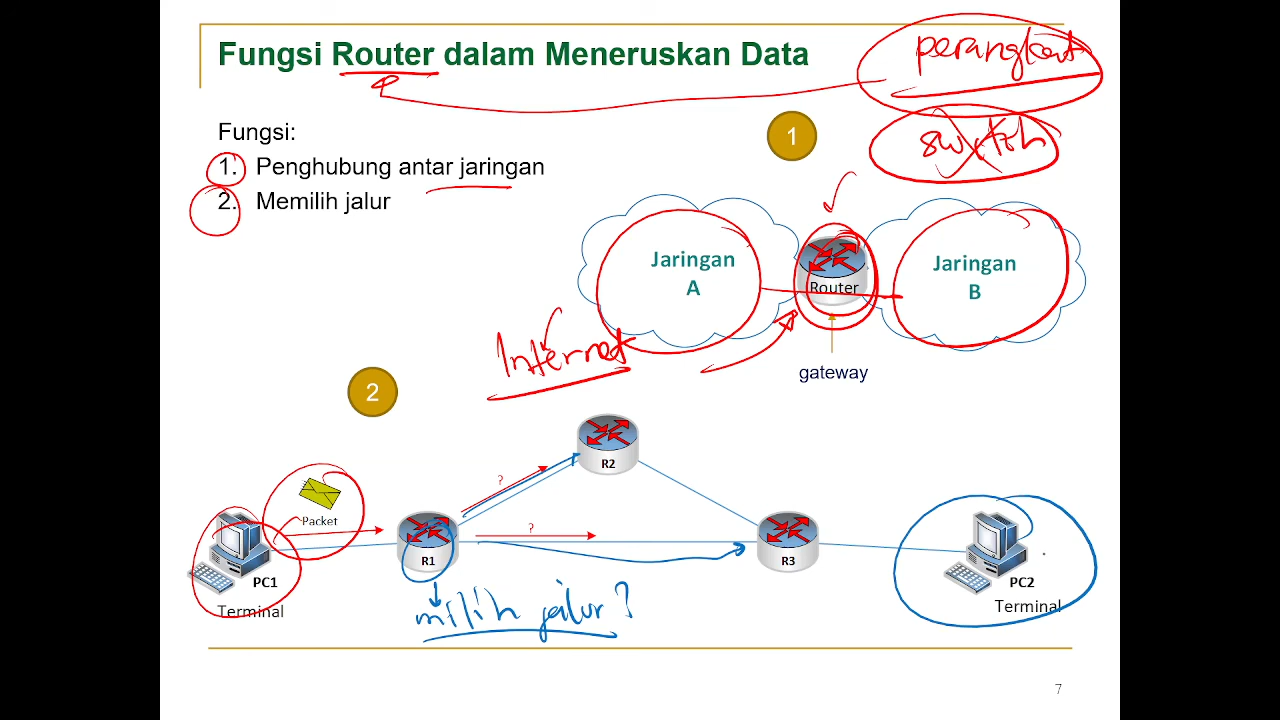 Fungsi Router dalam Meneruskan Data
perangkat
switch
Fungsi:
1. Penghubung antar jaringan
2. Memilih jalur
1
Jaringan
A
Router
Jaringan
B
gateway
Internet
2
R2
?
?
Packet
PC1
Terminal
R1
R3
PC2
Terminal
milih jalur?
7